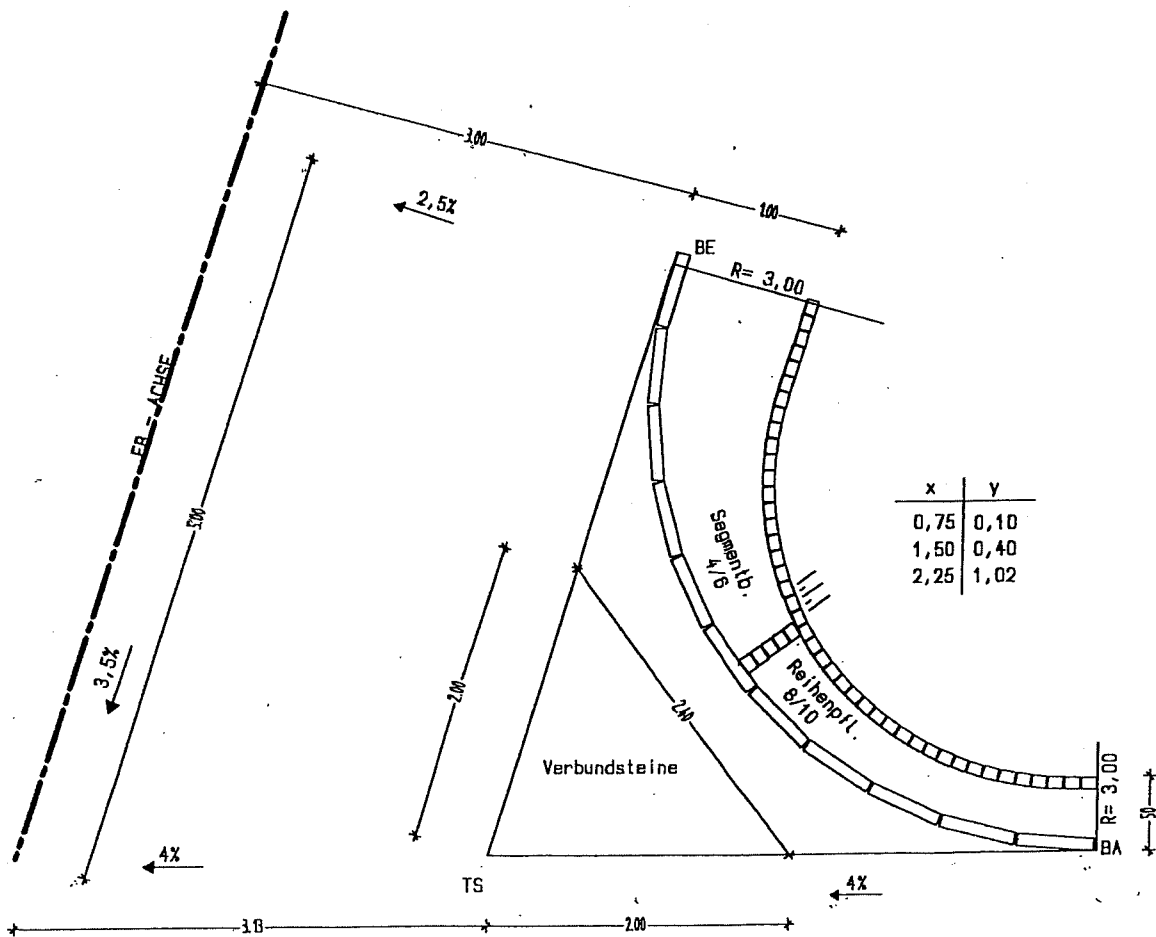 3.00
1.00
2,5%
BE
R= 3,00
FB - ACHSE
5.00
x y
0,75 0,10
1,50 0,40
2,25 1,02
Segmentb.
4/6
3,5%
2.00
2.40
Reihenpfl.
8/10
Verbundsteine
R= 3,00
50
BA
4%
TS
4%
3.13
2.00